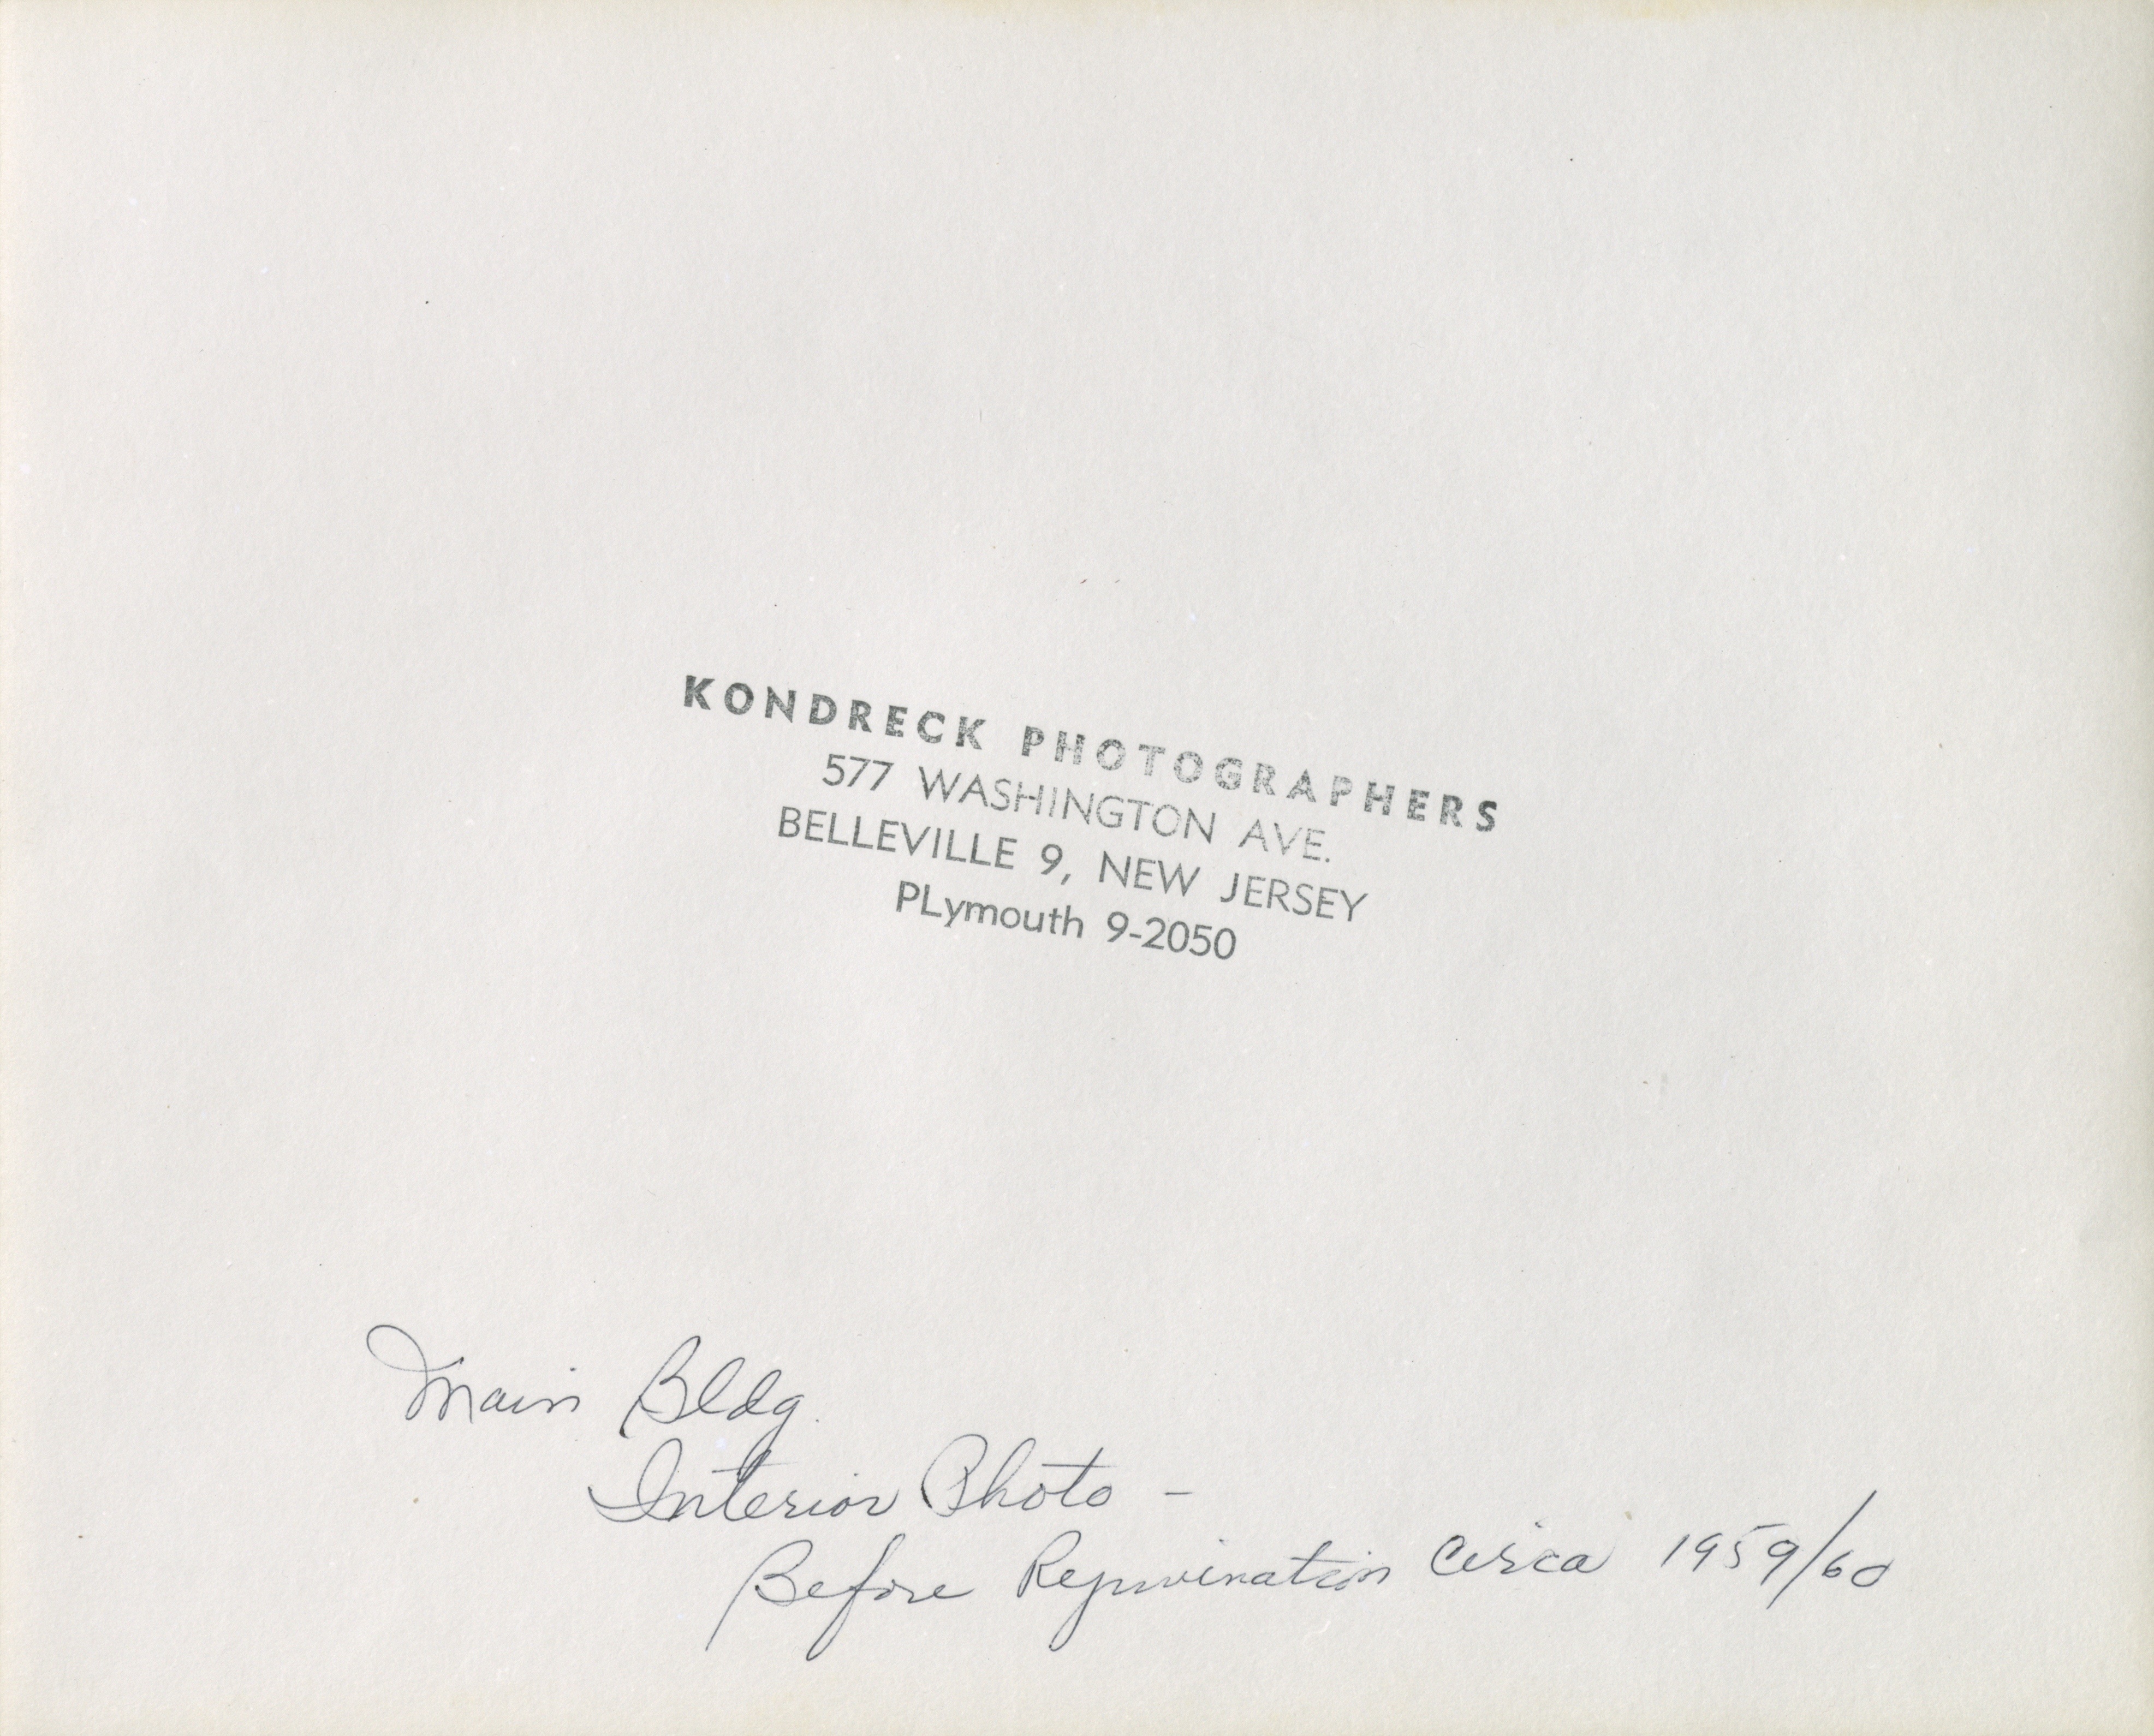 KONDRECK PHOTOGRAPHERS
577 WASHINGTON AVE.
BELLEVILLE 9, NEW JERSEY
PLymouth 9-2050
Main Bldg.
Interior Photo -
Before Rejuvination Circa 1959/60